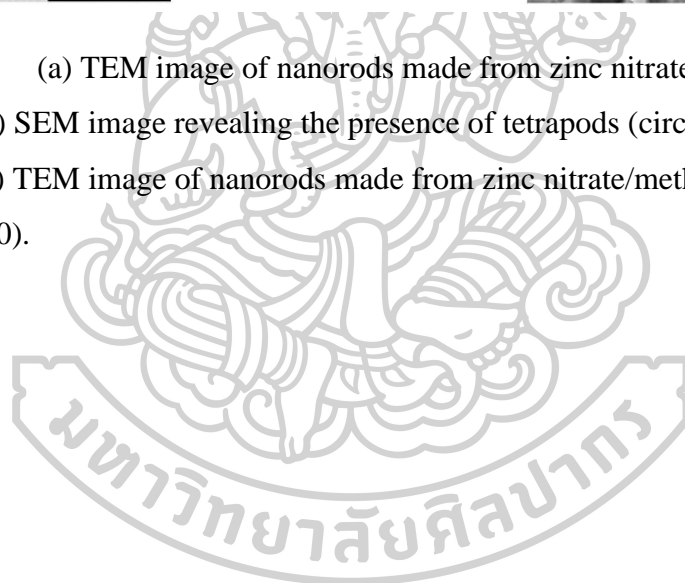 (a) TEM image of nanorods made from zinc nitrate
) SEM image revealing the presence of tetrapods (circ
) TEM image of nanorods made from zinc nitrate/meth
0).
มหาวิทยาลัยศิลปากร